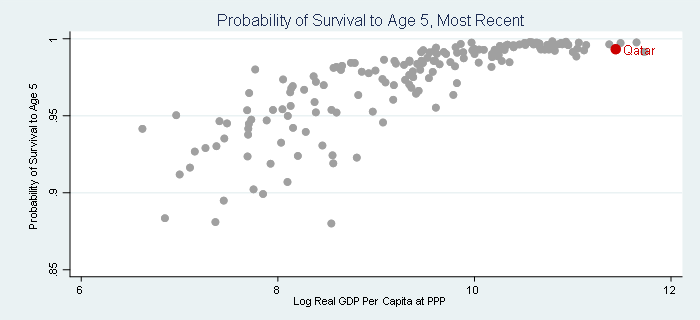 Probability of Survival to Age 5, Most Recent
Probability of Survival to Age 5
1
.95
.9
.85
Qatar
6
8
10
12
Log Real GDP Per Capita at PPP